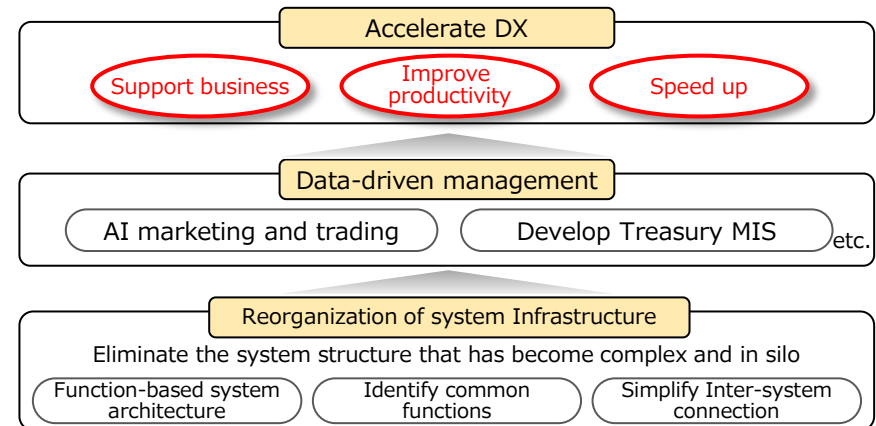 Accelerate DX
Support business
Improve
productivity
Speed up
Data-driven management
AI marketing and trading
Develop Treasury MIS
etc.
Reorganization of system Infrastructure
Eliminate the system structure that has become complex and in silo
Function-based system
architecture
Identify common
functions
Simplify Inter-system
connection